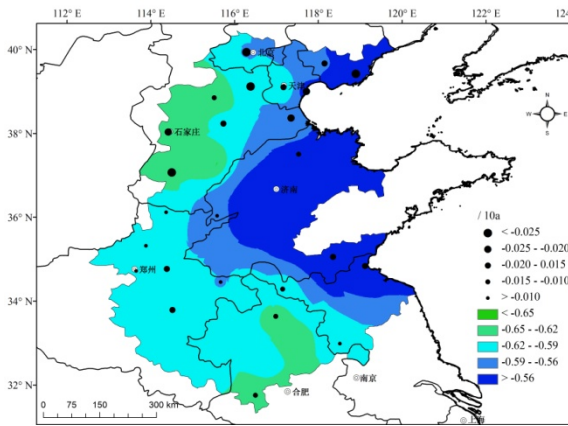 112°E 114°E 116°E 118°E 120°E 122°E 124
40°N
38°N
36°N
34°N
32°N
北京
天津
石家庄
济南
郑州
合肥
南京
上海
N
W E
S
/ 10a
< -0.025
-0.025 - -0.020
-0.020 - 0.015
-0.015 - -0.010
> -0.010
< -0.65
-0.65 - -0.62
-0.62 - -0.59
-0.59 - -0.56
> -0.56
0 75 150 300 km